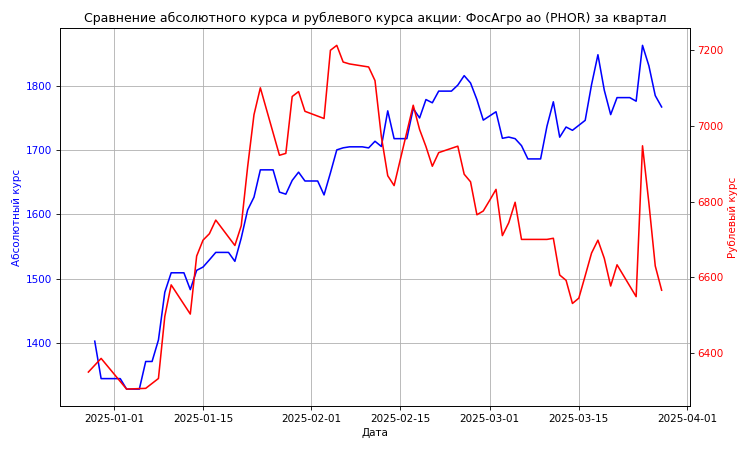 Сравнение абсолютного курса и рублевого курса акции: ФосАгро ао (PHOR) за квартал
Абсолютный курс
1800
1700
1600
1500
1400
7200
7000
6800
6600
6400
Рублевый курс
2025-01-01 2025-01-15 2025-02-01 2025-02-15 2025-03-01 2025-03-15 2025-04-01
Дата